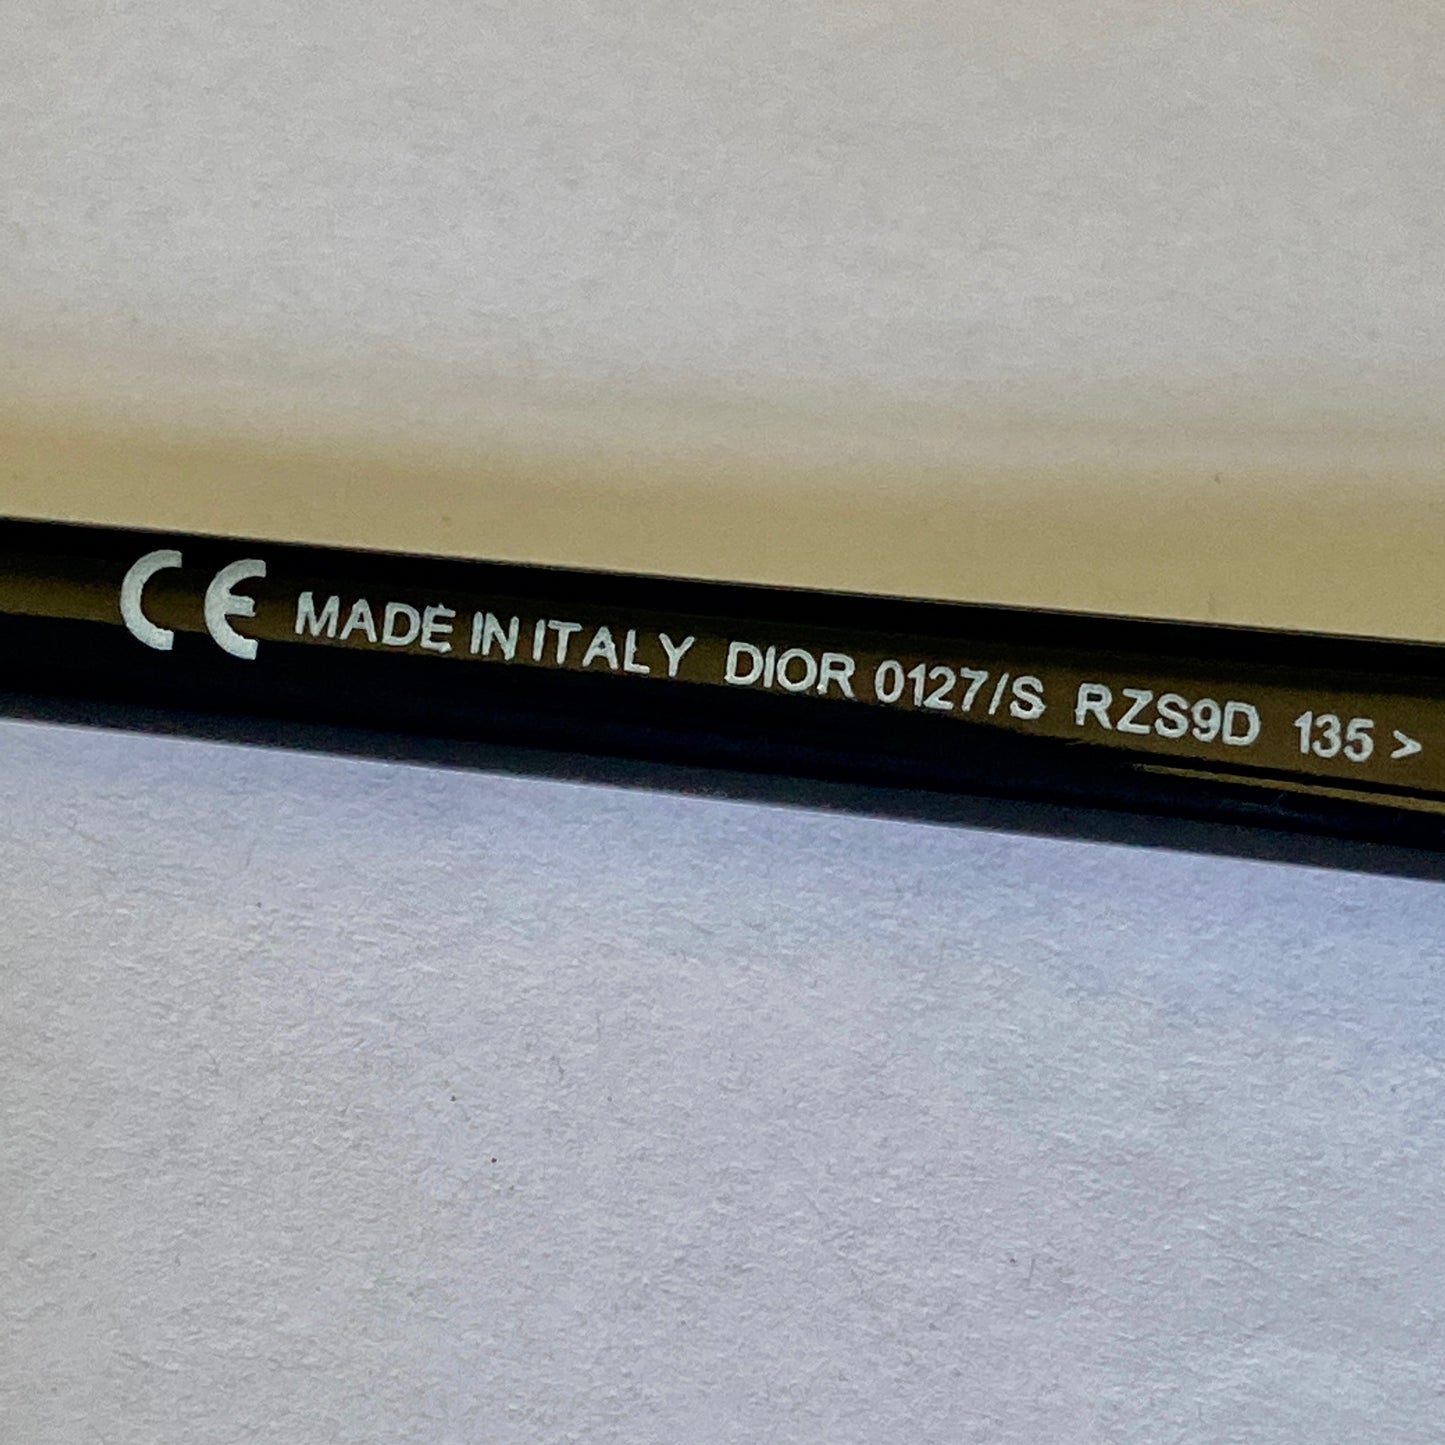 CE MADE IN ITALY DIOR 0127/S RZS9D 135 >